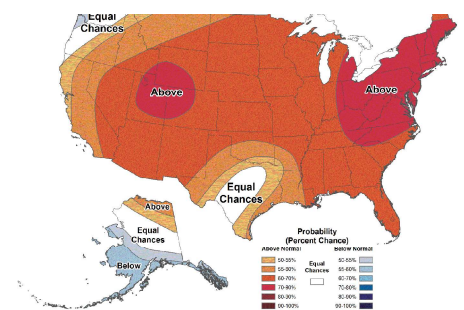 Equal
Chances
Above
Above
Equal
Chances
Above
Equal
Chances
Below
Probability
(Percent Chance)
Above Normal
Below Normal
50-55%
55-60%
60-70%
70-80%
80-90%
90-100%
Equal
Chances
50-55%
55-60%
60-70%
70-80%
80-90%
90-100%